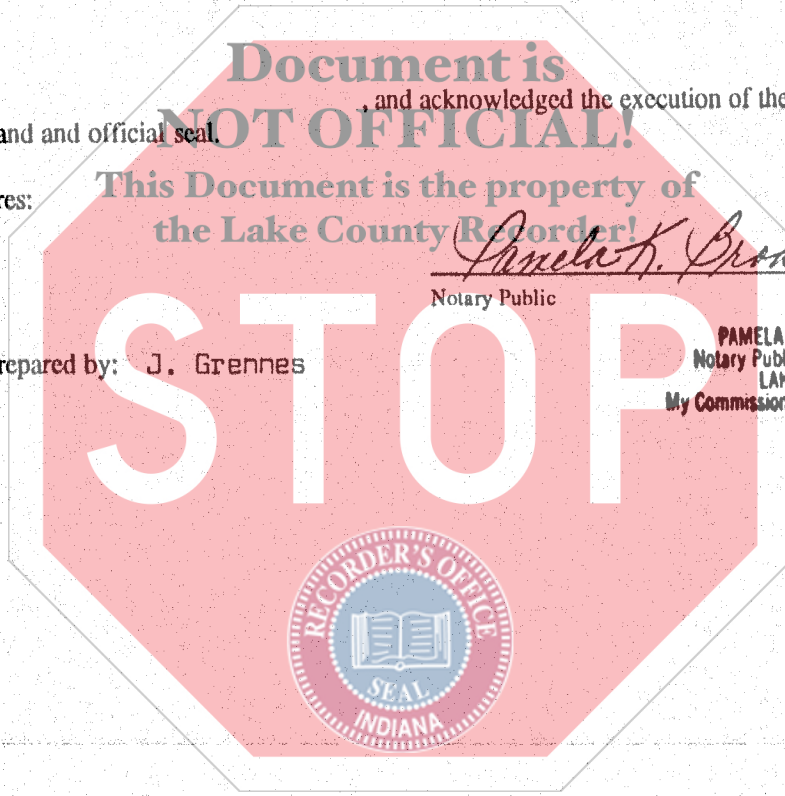 Document is
, and acknowledged the execution of the
and and official seal.
NOT OFFICIAL!
This Document is the property of
res:
the Lake County Recorder!
Pamela K.
Notary Public
STOP
PAMELA
Notary
repared by: J. Grennes
My Commission
RECORDER'S OFFICE
SEAL
INDIANA